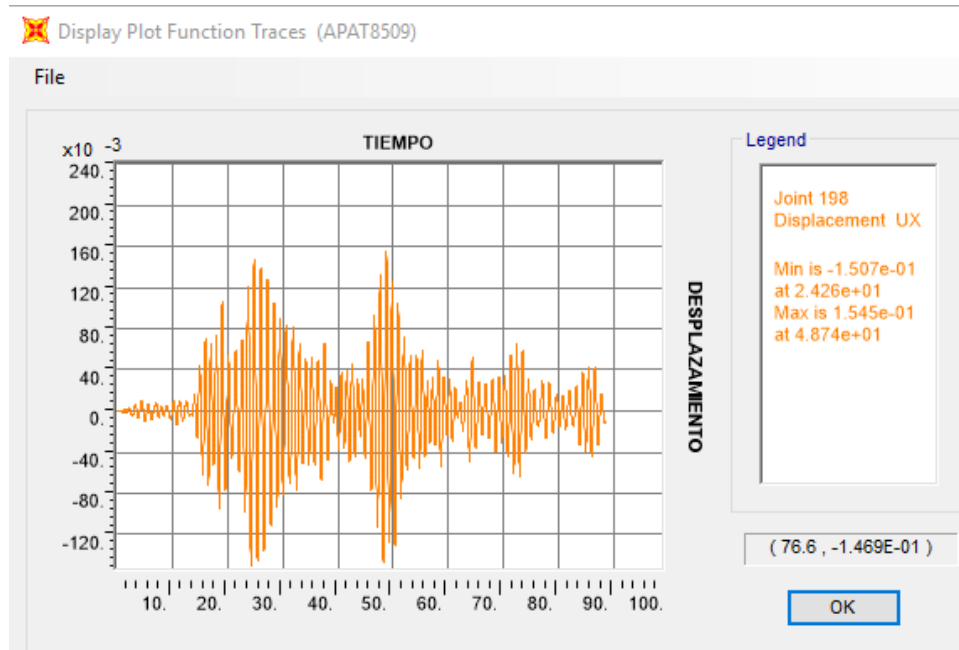 Display Plot Function Traces (APAT8509)
File
x10 -3
TIEMPO
240.
200.
160.
120.
80.
40.
0.
-40.
-80.
-120.
10. 20. 30. 40. 50. 60. 70. 80. 90. 100.
DESPLAZAMIENTO
Legend
Joint 198
Displacement UX
Min is -1.507e-01
at 2.426e+01
Max is 1.545e-01
at 4.874e+01
( 76.6 , -1.469E-01 )
OK